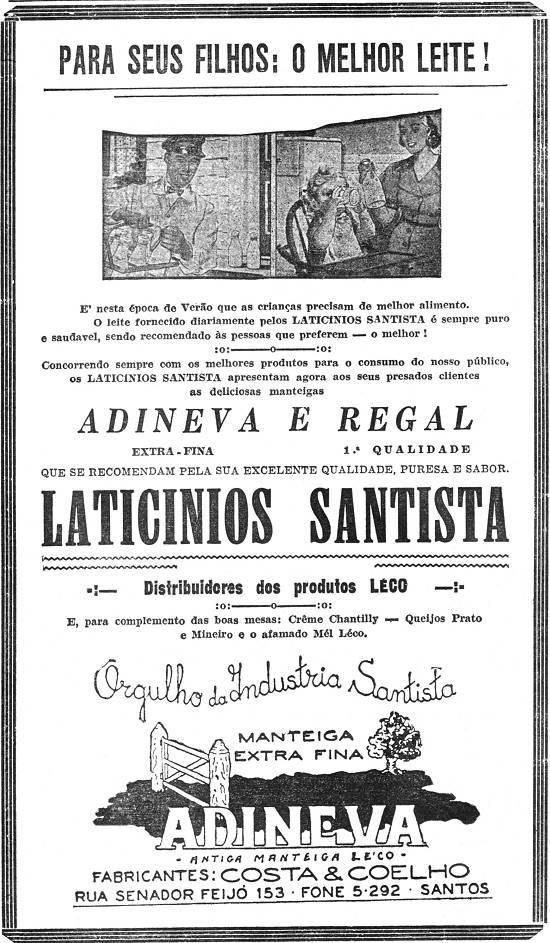 PARA SEUS FILHOS: O MELHOR LEITE!
E' nesta época de Verão que as crianças precisam de melhor alimento.
O leite fornecido diariamente pelos LATICINIOS SANTISTA é sempre puro
e saudavel, sendo recomendado às pessoas que preferem — o melhor!
:o:———o———:o:
Concorrendo sempre com os melhores produtos para o consumo do nosso público,
os LATICINIOS SANTISTA apresentam agora aos seus presados clientes
as deliciosas manteigas
ADINEVA E REGAL
EXTRA-FINA 1.ª QUALIDADE
QUE SE RECOMENDAM PELA SUA EXCELENTE QUALIDADE, PURESA E SABOR.
LATICINIOS SANTISTA
-:— Distribuidores dos produtos LÉCO —:-
:o:———o———:o:
E, para complemento das boas mesas: Crême Chantilly — Queijos Prato
e Mineiro e o afamado Mél Léco.
Orgulho da Industria Santista
MANTEIGA
EXTRA FINA
ADINEVA
- ANTIGA MANTEIGA LÉ'CO -
FABRICANTES: COSTA & COELHO
RUA SENADOR FEIJÓ 153 · FONE 5-292 · SANTOS